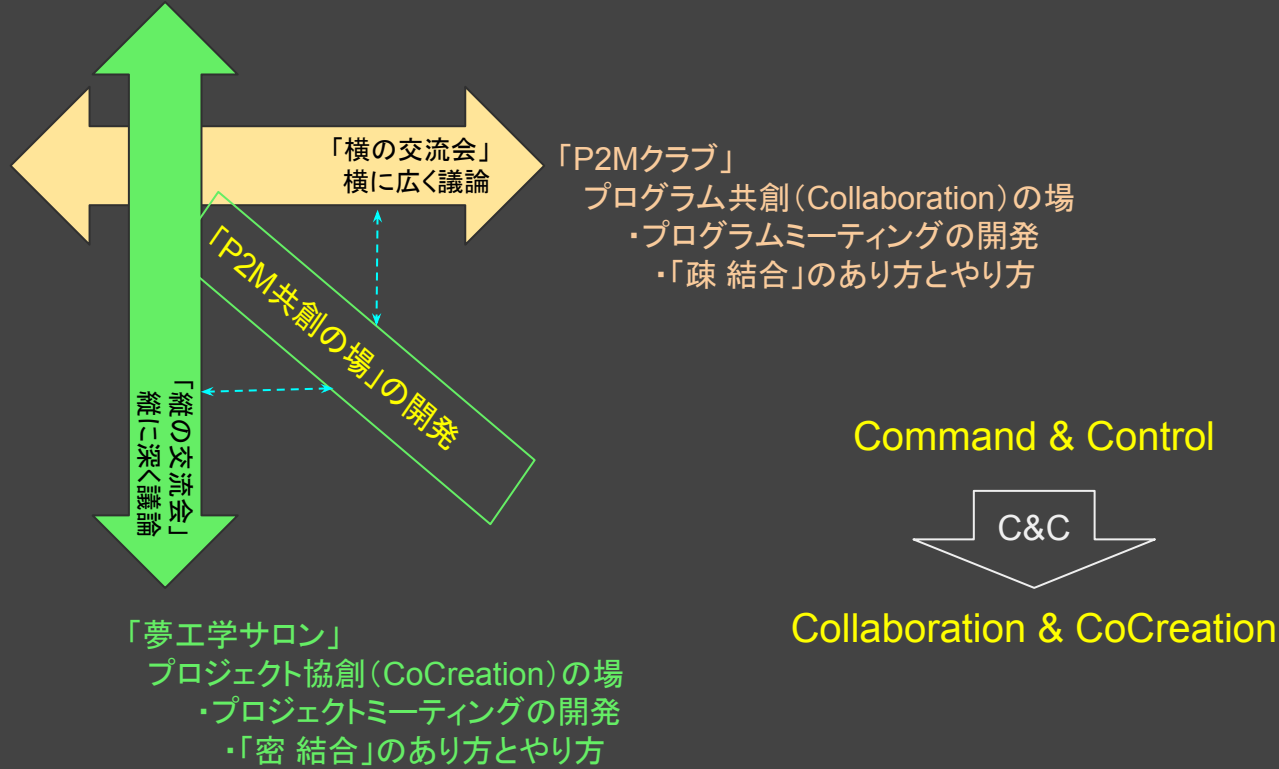 「横の交流会」
横に広く議論
「P2Mクラブ」
プログラム共創(Collaboration)の場
・プログラムミーティングの開発
・「疎 結合」のあり方とやり方
「P2M共創の場」の開発
「縦の交流会」
縦に深く議論
Command & Control
C&C
Collaboration & CoCreation
「夢工学サロン」
プロジェクト協創(CoCreation)の場
・プロジェクトミーティングの開発
・「密 結合」のあり方とやり方